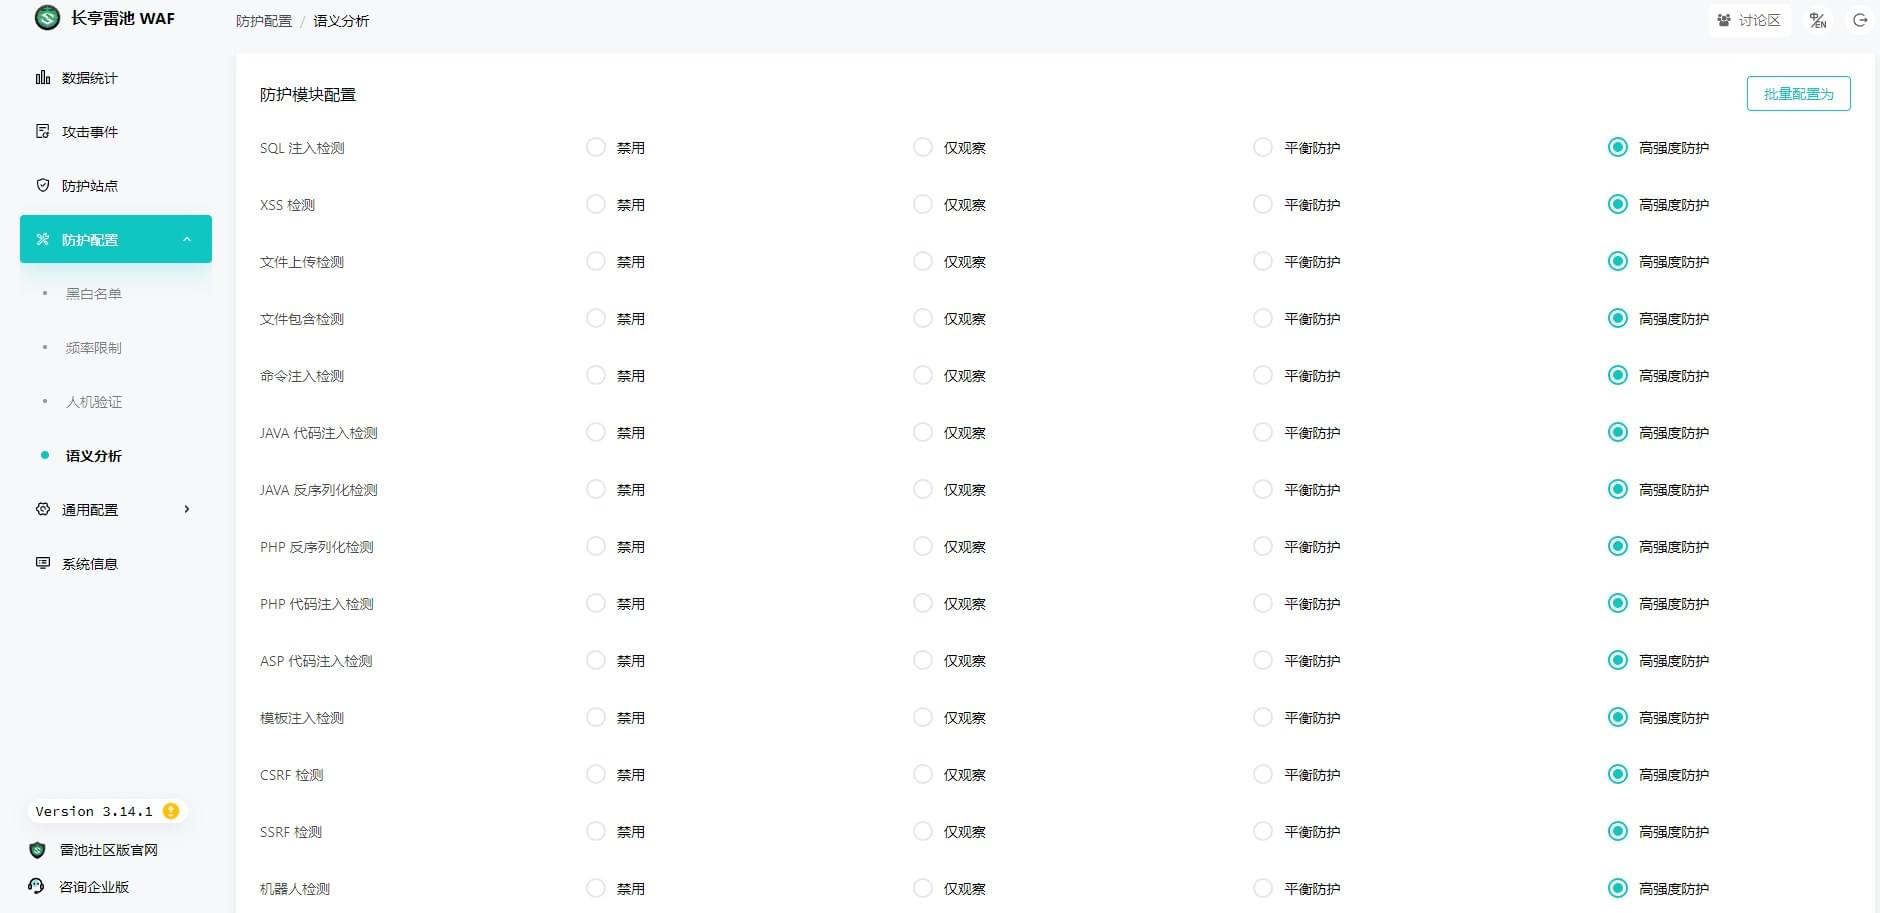 长亭雷池 WAF
防护配置 / 语义分析
讨论区
中/EN
数据统计
攻击事件
防护站点
防护配置
黑白名单
频率限制
人机验证
语义分析
通用配置
系统信息
Version 3.14.1
雷池社区版官网
咨询企业版
防护模块配置
批量配置为
SQL 注入检测 禁用 仅观察 平衡防护 高强度防护
XSS 检测 禁用 仅观察 平衡防护 高强度防护
文件上传检测 禁用 仅观察 平衡防护 高强度防护
文件包含检测 禁用 仅观察 平衡防护 高强度防护
命令注入检测 禁用 仅观察 平衡防护 高强度防护
JAVA 代码注入检测 禁用 仅观察 平衡防护 高强度防护
JAVA 反序列化检测 禁用 仅观察 平衡防护 高强度防护
PHP 反序列化检测 禁用 仅观察 平衡防护 高强度防护
PHP 代码注入检测 禁用 仅观察 平衡防护 高强度防护
ASP 代码注入检测 禁用 仅观察 平衡防护 高强度防护
模板注入检测 禁用 仅观察 平衡防护 高强度防护
CSRF 检测 禁用 仅观察 平衡防护 高强度防护
SSRF 检测 禁用 仅观察 平衡防护 高强度防护
机器人检测 禁用 仅观察 平衡防护 高强度防护